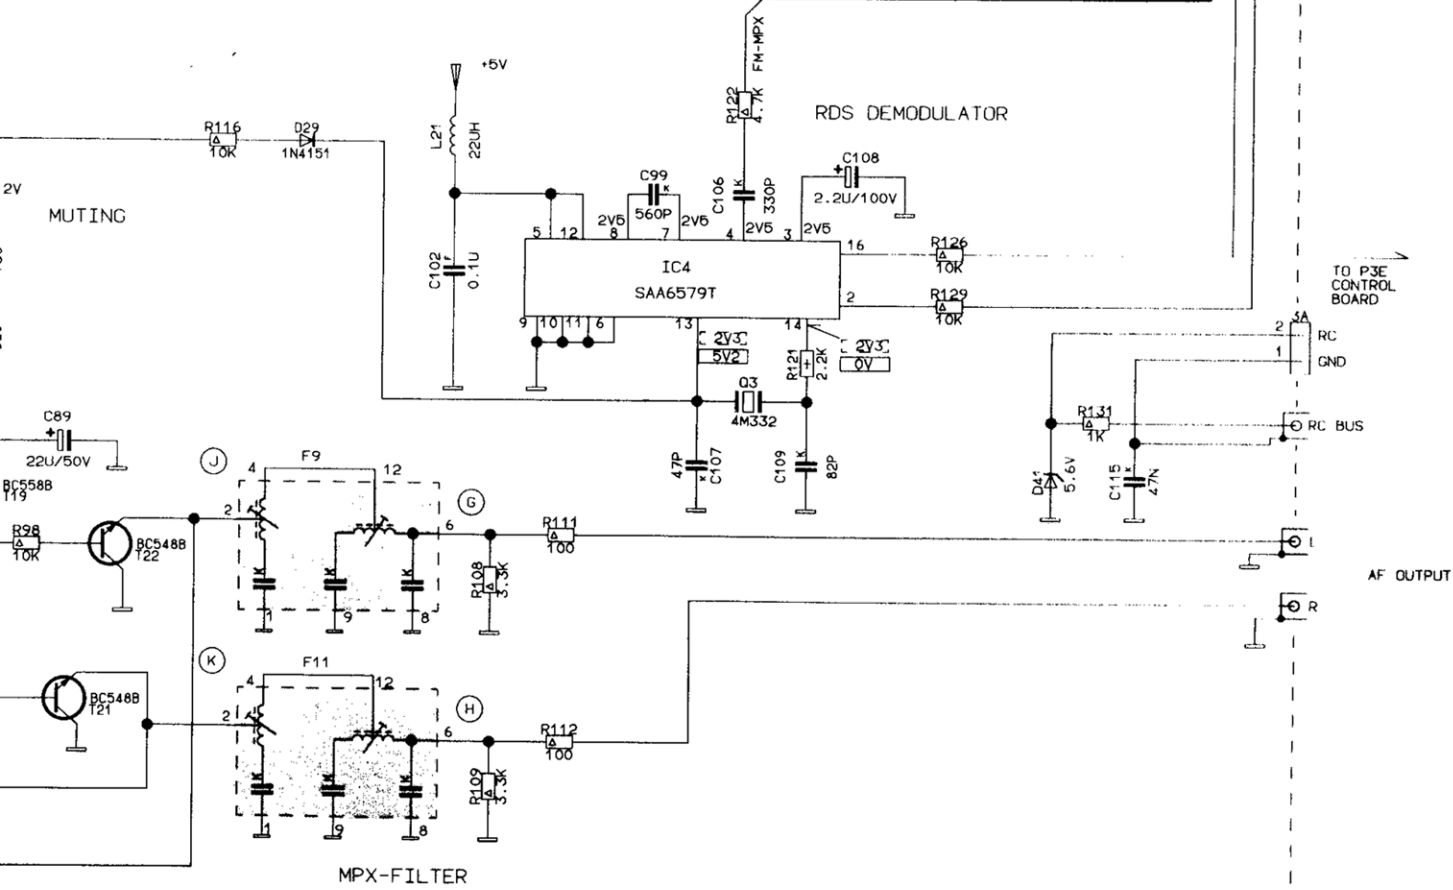 +5V
FM-MPX
R122
4.7K
RDS DEMODULATOR
R116
10K
D29
1N4151
L21
22UH
2V
MUTING
C99
560P
C106
330P
C108
2.2U/100V
2V5
2V5
2V5
2V5
5
12
8
7
4
3
IC4
SAA6579T
16
2
R126
10K
R129
10K
C102
0.1U
9
10
11
6
13
14
2V3
5V2
2V3
0V
R121
2.2K
Q3
4M332
TO P3E
CONTROL
BOARD
3A
2
RC
1
GND
R131
1K
RC BUS
D41
5.6V
C115
47N
C89
22U/50V
47P
C107
C109
82P
BC558B
T19
R98
10K
BC548B
T22
J
4
F9
12
2
G
6
1
9
8
R111
100
R108
3.3K
L
AF OUTPUT
R
BC548B
T21
K
4
F11
12
2
H
6
1
9
8
R112
100
R109
3.3K
MPX-FILTER